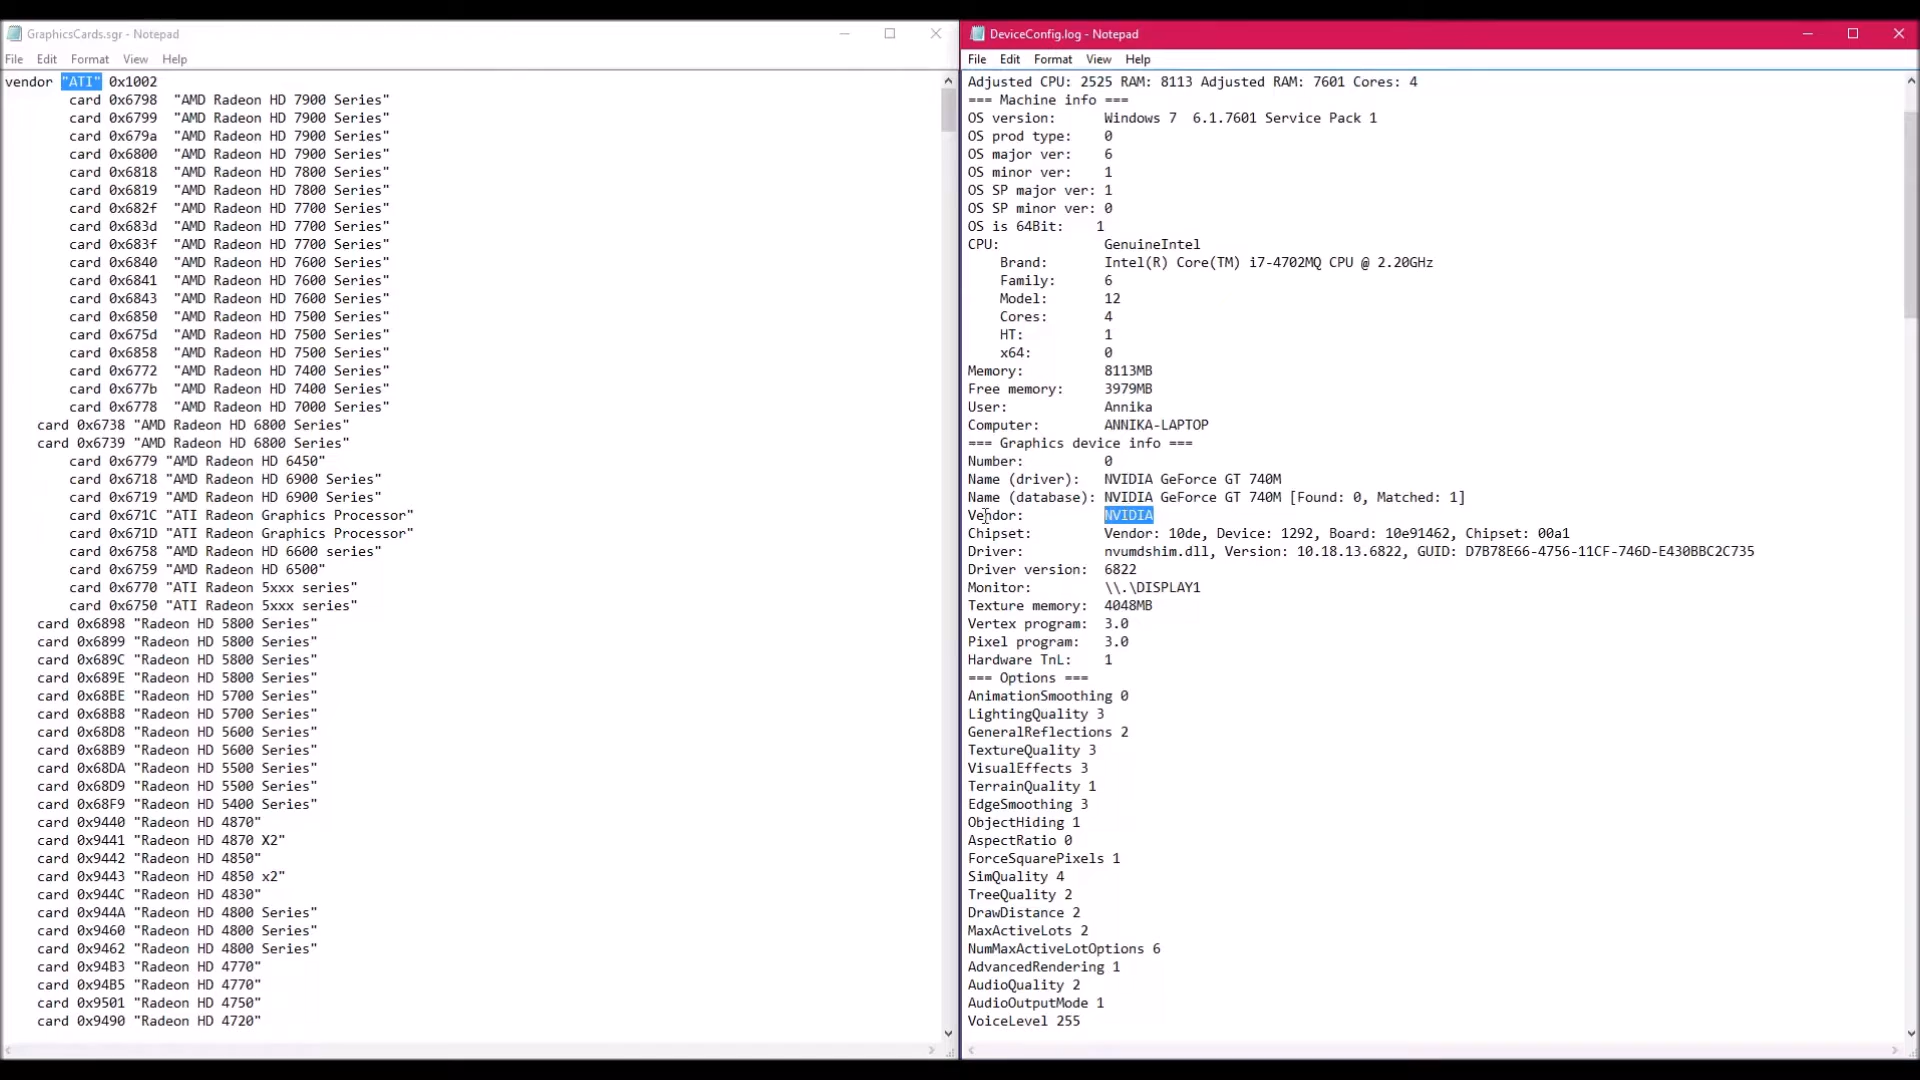 GraphicsCards.sgr - Notepad
File Edit Format View Help
vendor "ATI" 0x1002
card 0x6798 "AMD Radeon HD 7900 Series"
card 0x6799 "AMD Radeon HD 7900 Series"
card 0x679a "AMD Radeon HD 7900 Series"
card 0x6800 "AMD Radeon HD 7900 Series"
card 0x6818 "AMD Radeon HD 7800 Series"
card 0x6819 "AMD Radeon HD 7800 Series"
card 0x682f "AMD Radeon HD 7700 Series"
card 0x683d "AMD Radeon HD 7700 Series"
card 0x683f "AMD Radeon HD 7700 Series"
card 0x6840 "AMD Radeon HD 7600 Series"
card 0x6841 "AMD Radeon HD 7600 Series"
card 0x6843 "AMD Radeon HD 7600 Series"
card 0x6850 "AMD Radeon HD 7500 Series"
card 0x675d "AMD Radeon HD 7500 Series"
card 0x6858 "AMD Radeon HD 7500 Series"
card 0x6772 "AMD Radeon HD 7400 Series"
card 0x677b "AMD Radeon HD 7400 Series"
card 0x6778 "AMD Radeon HD 7000 Series"
card 0x6738 "AMD Radeon HD 6800 Series"
card 0x6739 "AMD Radeon HD 6800 Series"
card 0x6779 "AMD Radeon HD 6450"
card 0x6718 "AMD Radeon HD 6900 Series"
card 0x6719 "AMD Radeon HD 6900 Series"
card 0x671C "ATI Radeon Graphics Processor"
card 0x671D "ATI Radeon Graphics Processor"
card 0x6758 "AMD Radeon HD 6600 series"
card 0x6759 "AMD Radeon HD 6500"
card 0x6770 "ATI Radeon 5xxx series"
card 0x6750 "ATI Radeon 5xxx series"
card 0x6898 "Radeon HD 5800 Series"
card 0x6899 "Radeon HD 5800 Series"
card 0x689C "Radeon HD 5800 Series"
card 0x689E "Radeon HD 5800 Series"
card 0x68BE "Radeon HD 5700 Series"
card 0x68B8 "Radeon HD 5700 Series"
card 0x68D8 "Radeon HD 5600 Series"
card 0x68B9 "Radeon HD 5600 Series"
card 0x68DA "Radeon HD 5500 Series"
card 0x68D9 "Radeon HD 5500 Series"
card 0x68F9 "Radeon HD 5400 Series"
card 0x9440 "Radeon HD 4870"
card 0x9441 "Radeon HD 4870 X2"
card 0x9442 "Radeon HD 4850"
card 0x9443 "Radeon HD 4850 x2"
card 0x944C "Radeon HD 4830"
card 0x944A "Radeon HD 4800 Series"
card 0x9460 "Radeon HD 4800 Series"
card 0x9462 "Radeon HD 4800 Series"
card 0x94B3 "Radeon HD 4770"
card 0x94B5 "Radeon HD 4770"
card 0x9501 "Radeon HD 4750"
card 0x9490 "Radeon HD 4720"
DeviceConfig.log - Notepad
File Edit Format View Help
Adjusted CPU: 2525 RAM: 8113 Adjusted RAM: 7601 Cores: 4
=== Machine info ===
OS version: Windows 7 6.1.7601 Service Pack 1
OS prod type: 0
OS major ver: 6
OS minor ver: 1
OS SP major ver: 1
OS SP minor ver: 0
OS is 64Bit: 1
CPU: GenuineIntel
Brand: Intel(R) Core(TM) i7-4702MQ CPU @ 2.20GHz
Family: 6
Model: 12
Cores: 4
HT: 1
x64: 0
Memory: 8113MB
Free memory: 3979MB
User: Annika
Computer: ANNIKA-LAPTOP
=== Graphics device info ===
Number: 0
Name (driver): NVIDIA GeForce GT 740M
Name (database): NVIDIA GeForce GT 740M [Found: 0, Matched: 1]
Vendor: NVIDIA
Chipset: Vendor: 10de, Device: 1292, Board: 10e91462, Chipset: 00a1
Driver: nvumdshim.dll, Version: 10.18.13.6822, GUID: D7B78E66-4756-11CF-746D-E430BBC2C735
Driver version: 6822
Monitor: \\.\DISPLAY1
Texture memory: 4048MB
Vertex program: 3.0
Pixel program: 3.0
Hardware TnL: 1
=== Options ===
AnimationSmoothing 0
LightingQuality 3
GeneralReflections 2
TextureQuality 3
VisualEffects 3
TerrainQuality 1
EdgeSmoothing 3
ObjectHiding 1
AspectRatio 0
ForceSquarePixels 1
SimQuality 4
TreeQuality 2
DrawDistance 2
MaxActiveLots 2
NumMaxActiveLotOptions 6
AdvancedRendering 1
AudioQuality 2
AudioOutputMode 1
VoiceLevel 255